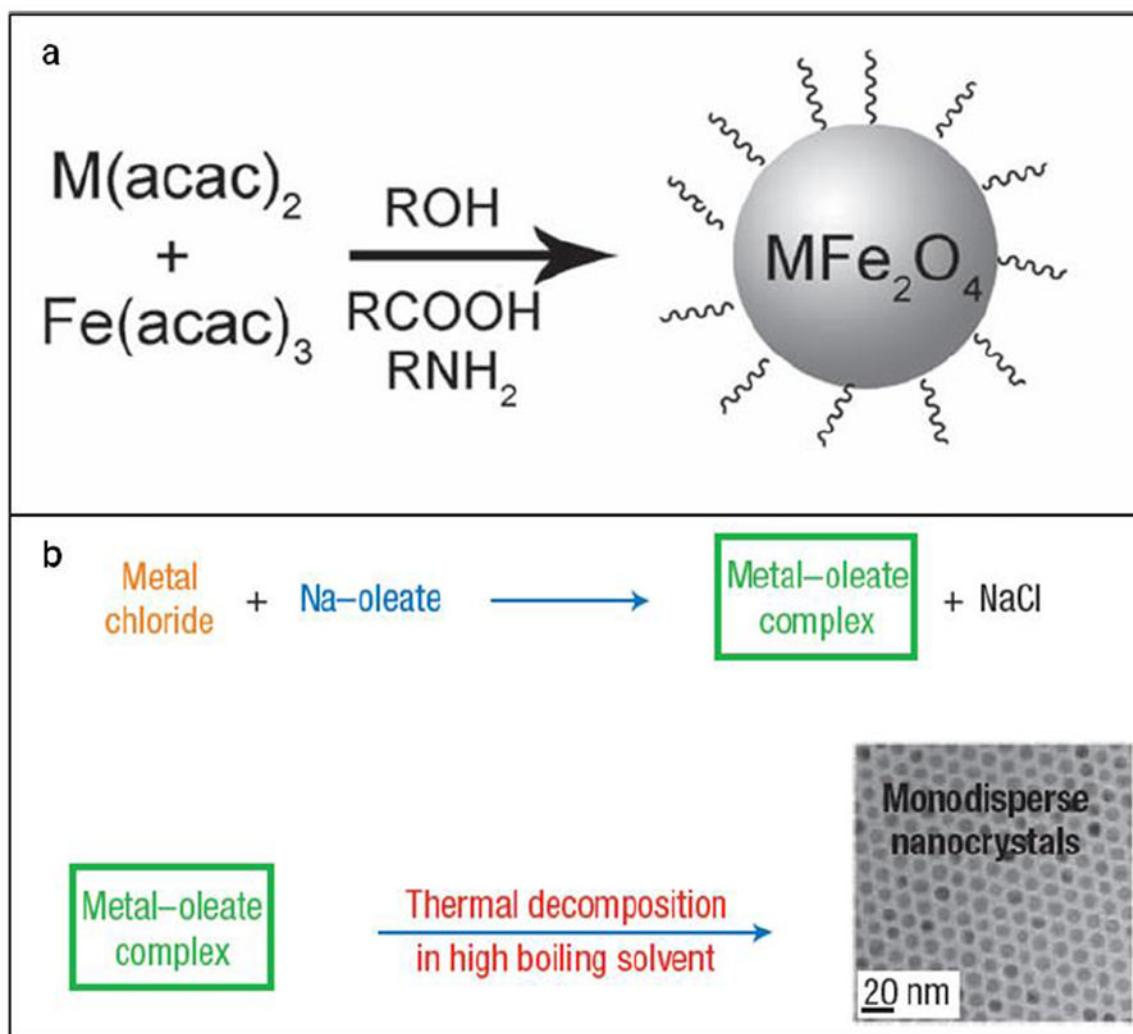 a
M(acac)₂
+
Fe(acac)₃
ROH
RCOOH
RNH₂
MFe₂O₄
b
Metal
chloride
+
Na–oleate
Metal–oleate
complex
+ NaCl
Metal–oleate
complex
Thermal decomposition
in high boiling solvent
Monodisperse
nanocrystals
20 nm